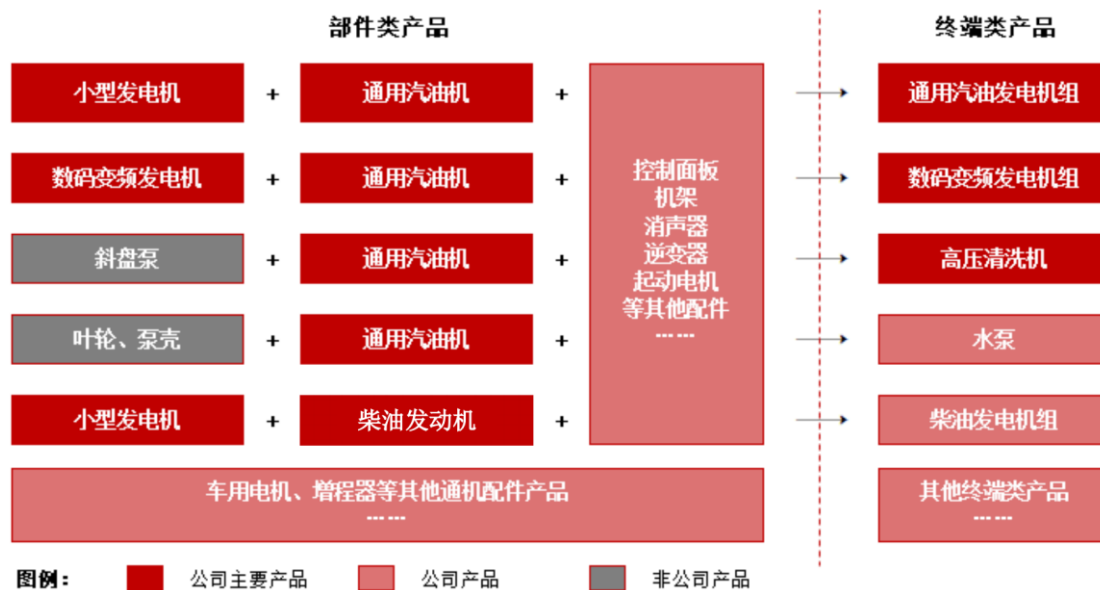 部件类产品
终端类产品
小型发电机 + 通用汽油机 +
通用汽油发电机组
数码变频发电机 + 通用汽油机 +
数码变频发电机组
斜盘泵 + 通用汽油机 +
高压清洗机
叶轮、泵壳 + 通用汽油机 +
水泵
小型发电机 + 柴油发动机 +
柴油发电机组
控制面板
机架
消声器
逆变器
起动电机
等其他配件
……
车用电机、增程器等其他通机配件产品
……
其他终端类产品
……
图例： 公司主要产品 公司产品 非公司产品